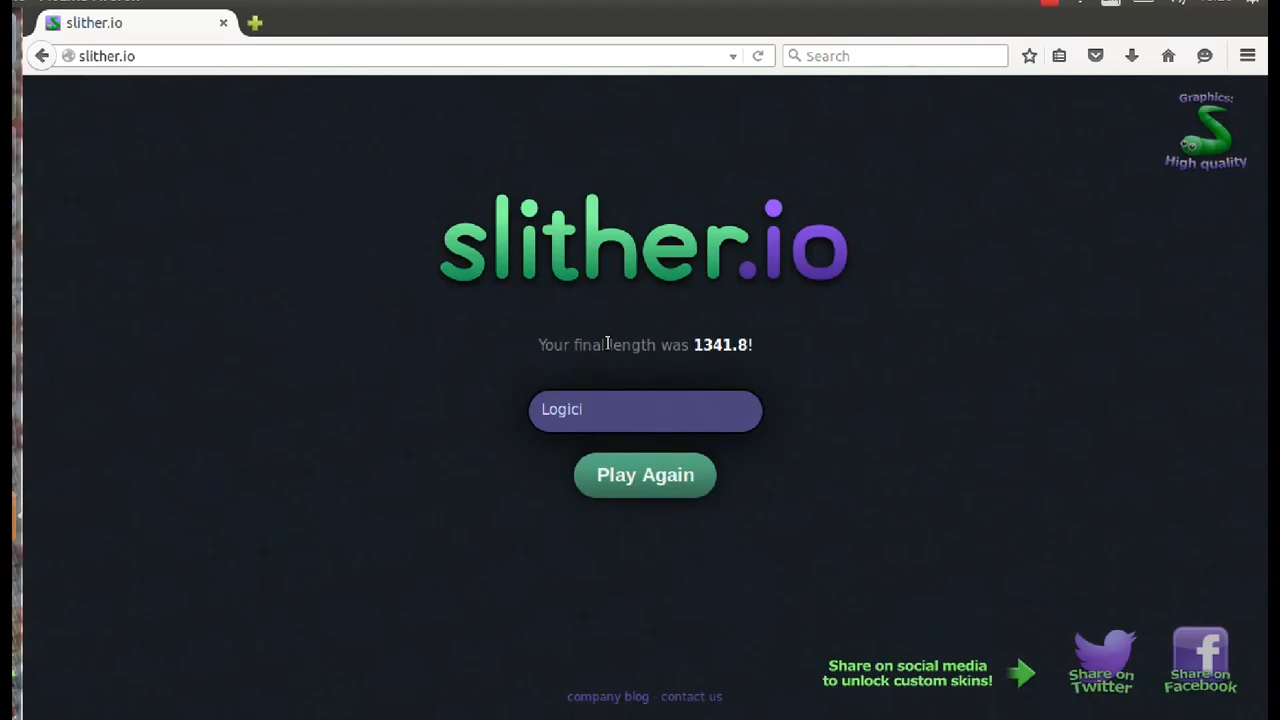 slither.io
slither.io
Search
Graphics:
High quality
slither.io
Your final length was 1341.8!
Logici
Play Again
Share on social media
to unlock custom skins!
Share on
Twitter
Share on
Facebook
company blog - contact us